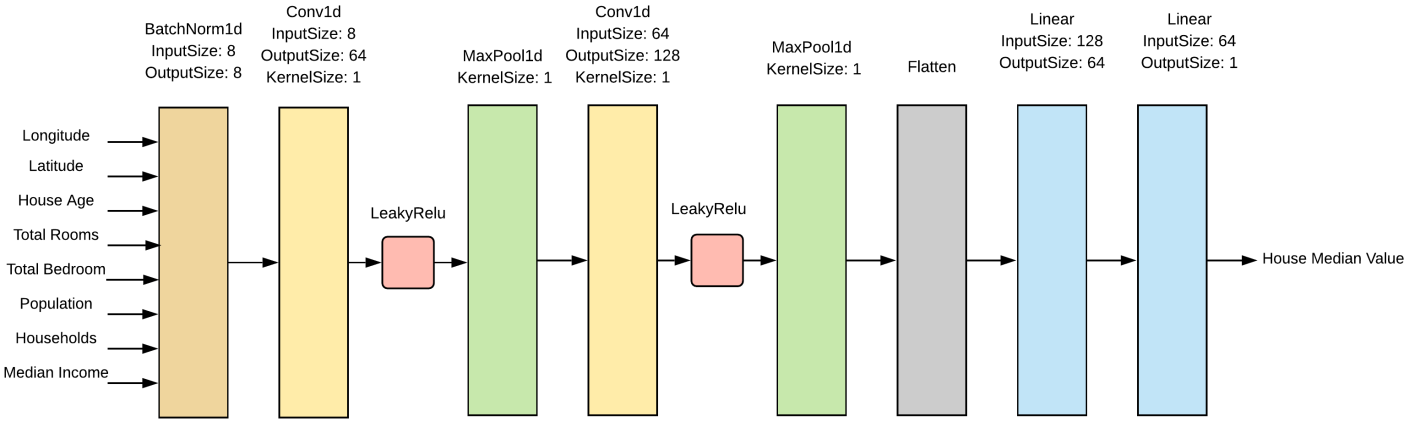 BatchNorm1d
InputSize: 8
OutputSize: 8
Conv1d
InputSize: 8
OutputSize: 64
KernelSize: 1
MaxPool1d
KernelSize: 1
Conv1d
InputSize: 64
OutputSize: 128
KernelSize: 1
MaxPool1d
KernelSize: 1
Flatten
Linear
InputSize: 128
OutputSize: 64
Linear
InputSize: 64
OutputSize: 1
Longitude
Latitude
House Age
Total Rooms
Total Bedroom
Population
Households
Median Income
LeakyRelu
LeakyRelu
House Median Value